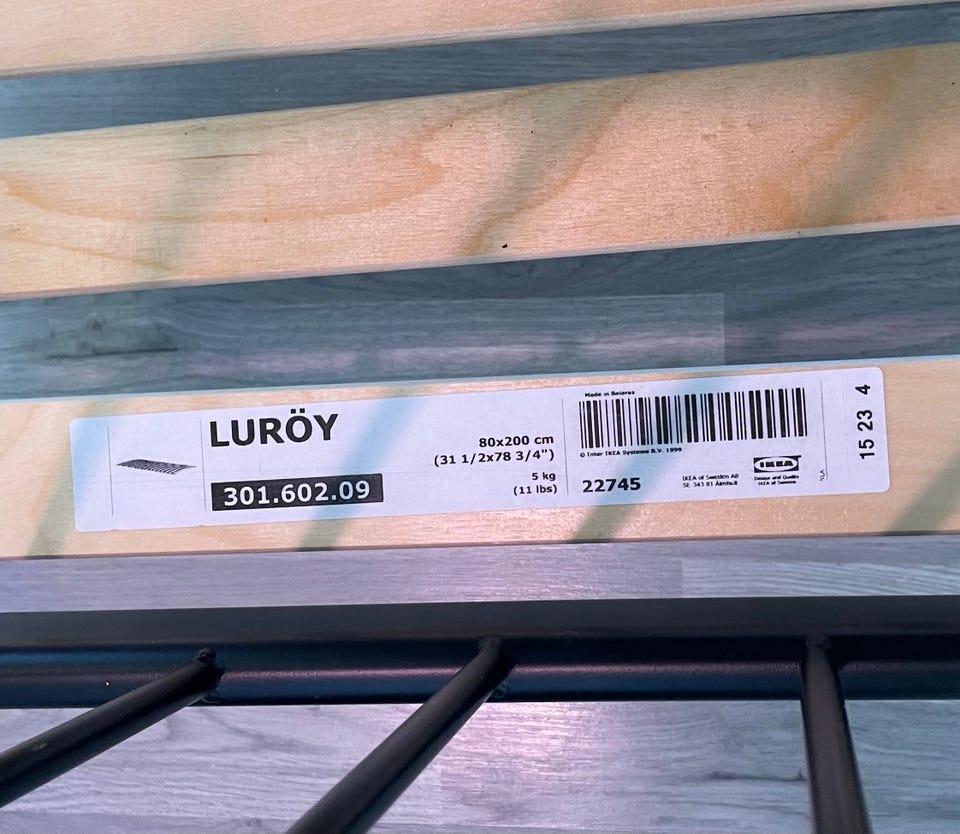 LURÖY
301.602.09
80x200 cm
(31 1/2x78 3/4")
5 kg
(11 lbs)
Made in Belarus
© Inter IKEA Systems B.V. 1999
22745
IKEA of Sweden AB
SE 343 81 Älmhult
IKEA
Design and Quality
IKEA of Sweden
15 23 4